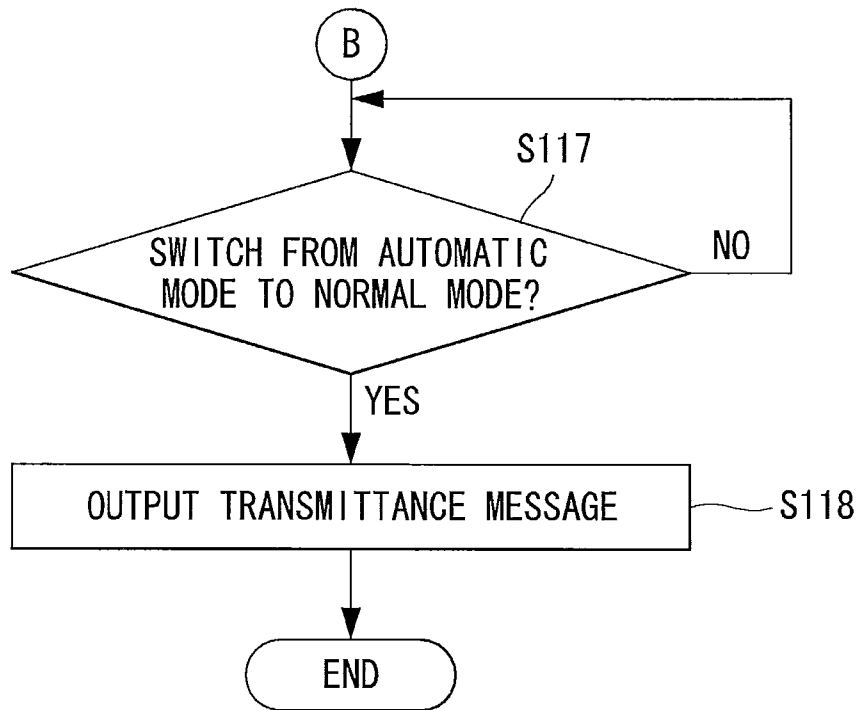 B
S117
SWITCH FROM AUTOMATIC
MODE TO NORMAL MODE?
NO
YES
OUTPUT TRANSMITTANCE MESSAGE
S118
END